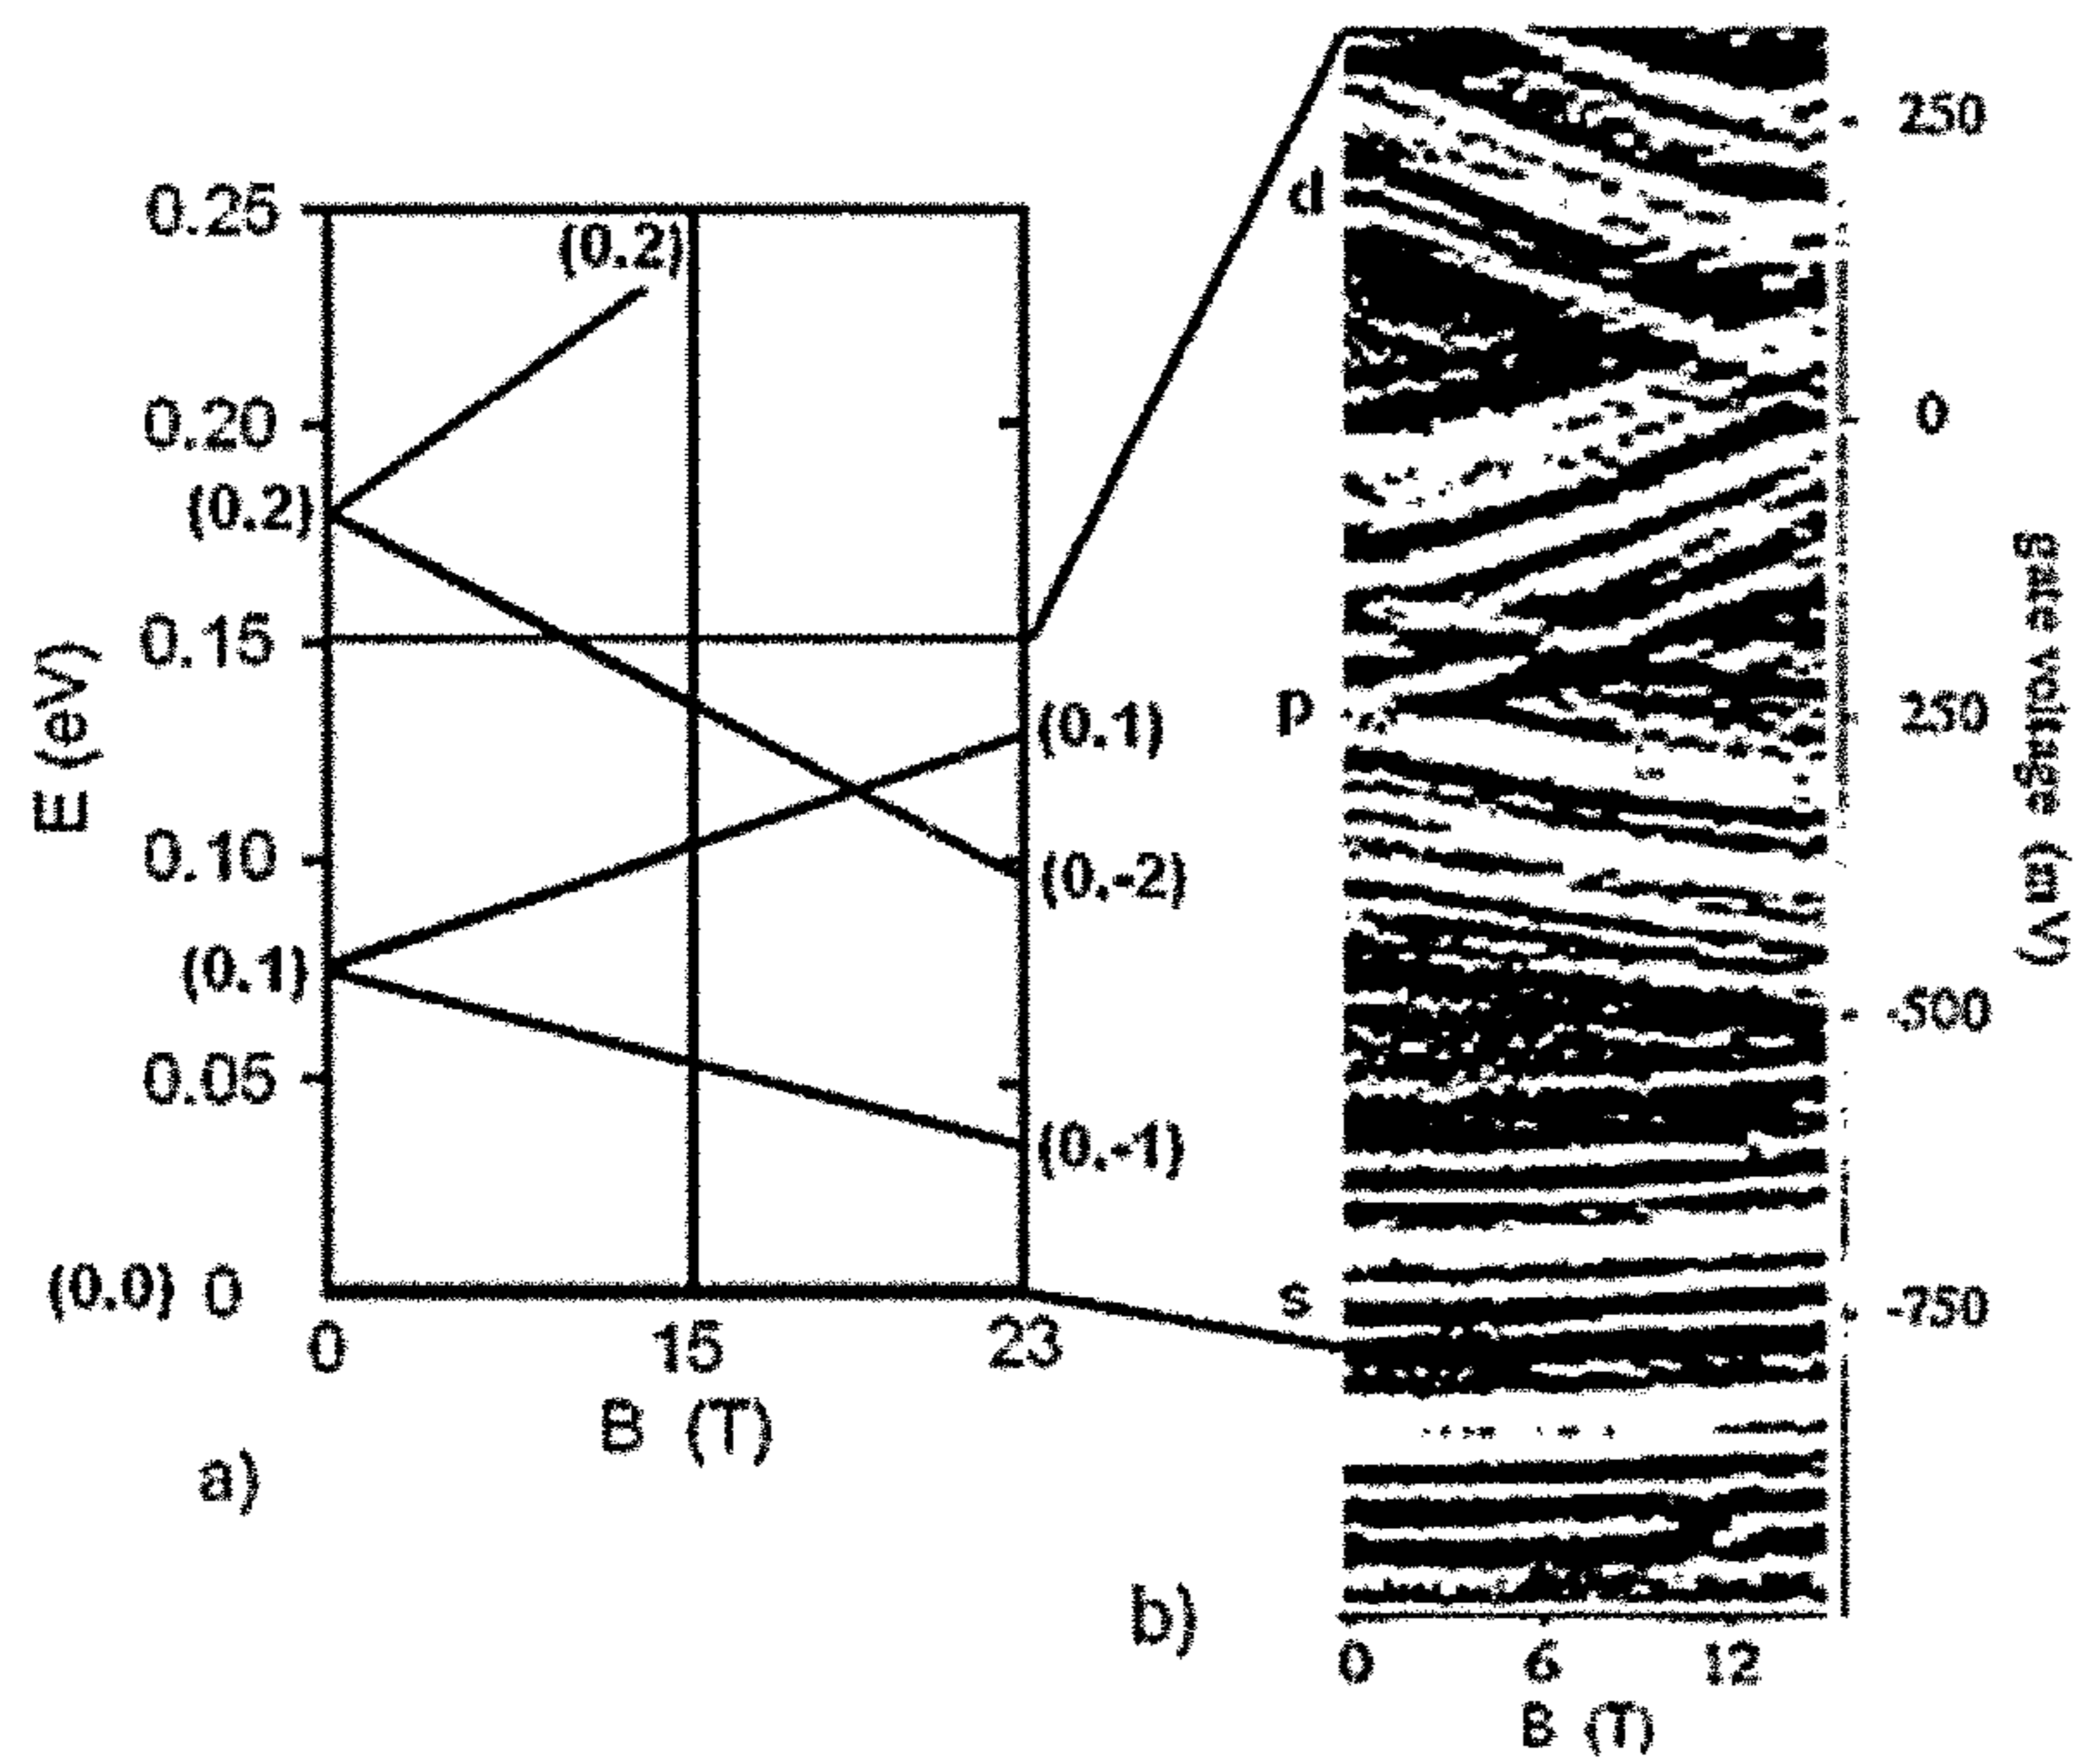 0.25
(0.2)
0.20
(0.2)
0.15
(0.1)
0.10
(0.-2)
(0.1)
0.05
(0.-1)
(0.0) 0
0 15 23
B (T)
E (eV)
a)
d
p
s
250
0
250
-500
-750
gate voltage (mV)
0 6 12
B (T)
b)